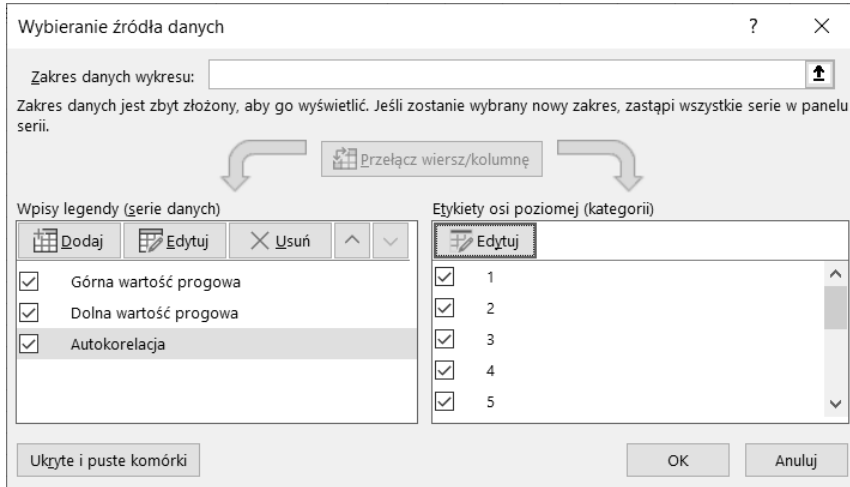 Wybieranie źródła danych ?
Zakres danych wykresu:
Zakres danych jest zbyt złożony, aby go wyświetlić. Jeśli zostanie wybrany nowy zakres, zastąpi wszystkie serie w panelu
serii.
Przełącz wiersz/kolumnę
Wpisy legendy (serie danych)
Dodaj Edytuj Usuń
Górna wartość progowa
Dolna wartość progowa
Autokorelacja
Etykiety osi poziomej (kategorii)
Edytuj
1
2
3
4
5
Ukryte i puste komórki
OK Anuluj